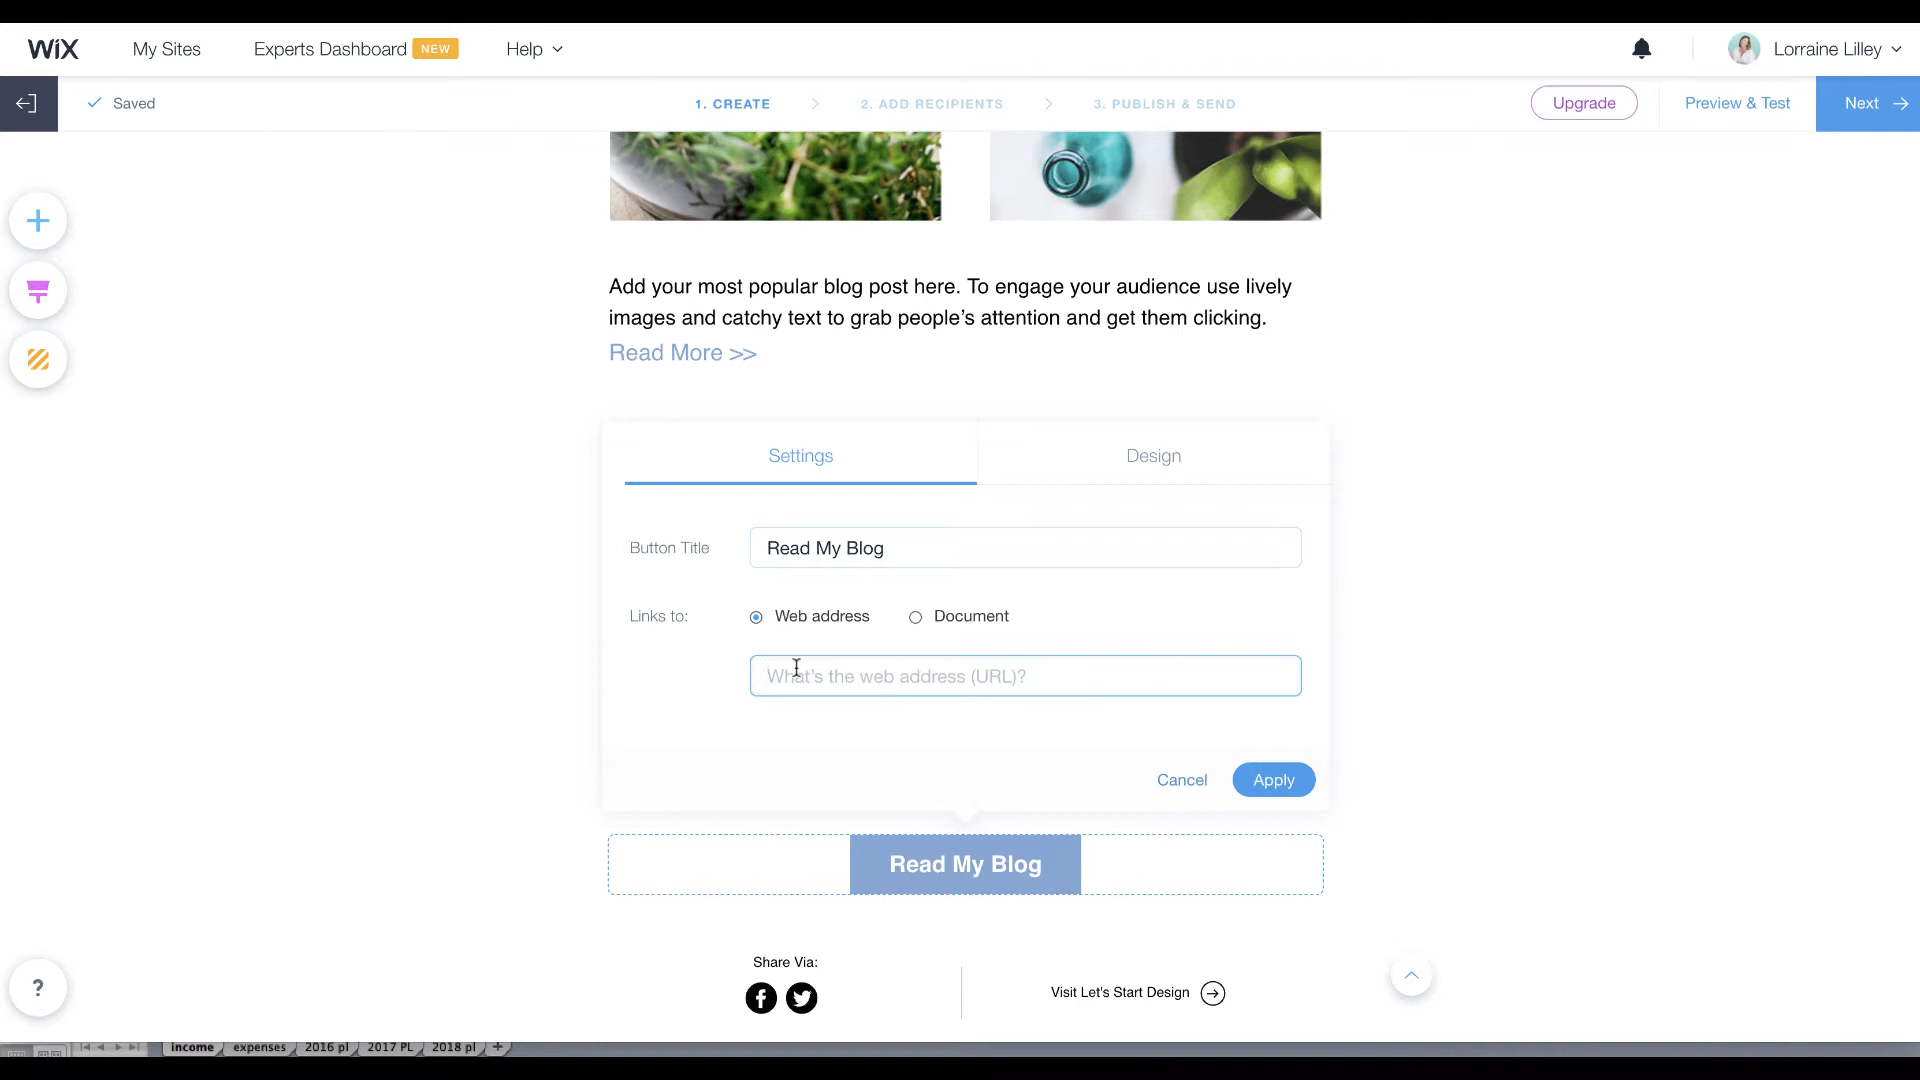 WiX My Sites Experts Dashboard NEW Help Lorraine Lilley
Saved 1. CREATE 2. ADD RECIPIENTS 3. PUBLISH & SEND Upgrade Preview & Test Next
Add your most popular blog post here. To engage your audience use lively
images and catchy text to grab people’s attention and get them clicking.
Read More >>
Settings Design
Button Title Read My Blog
Links to: Web address Document
What's the web address (URL)?
Cancel Apply
Read My Blog
Share Via:
Visit Let's Start Design
?
income expenses 2016 pl 2017 PL 2018 pl +